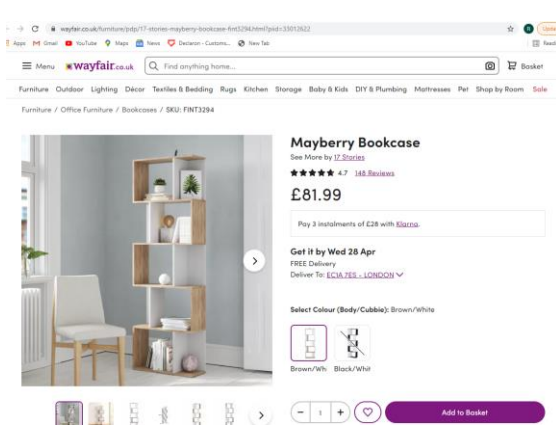 wayfair.co.uk/furniture/pdp/17-stories-mayberry-bookcase-fint3294.html?piid=33013622
Apps Gmail YouTube Maps News New Tab
Menu wayfair.co.uk Find anything home... Basket
Furniture Outdoor Lighting Décor Textiles & Bedding Rugs Kitchen Storage Baby & Kids DIY & Plumbing Mattresses Pet Shop by Room Sale
Furniture / Office Furniture / Bookcases / SKU: FINT3294
Mayberry Bookcase
See More by 17 Stories
4.7 148 Reviews
£81.99
Pay 3 instalments of £28 with Klarna.
Get it by Wed 28 Apr
FREE Delivery
Deliver To: EC1A 7ES - LONDON
Select Colour (Body/Cubbie): Brown/White
Brown/Wh Black/Whit
- 1 + Add to Basket